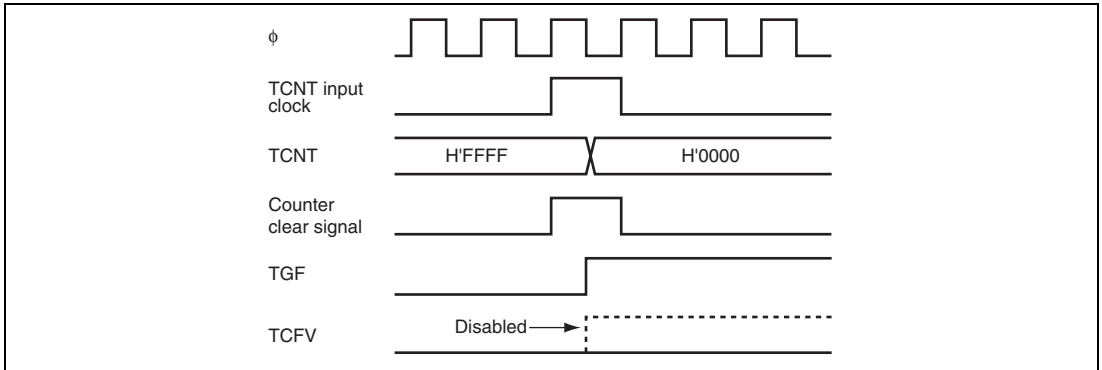 ϕ
TCNT input
clock
TCNT
H'FFFF
H'0000
Counter
clear signal
TGF
Disabled
TCFV